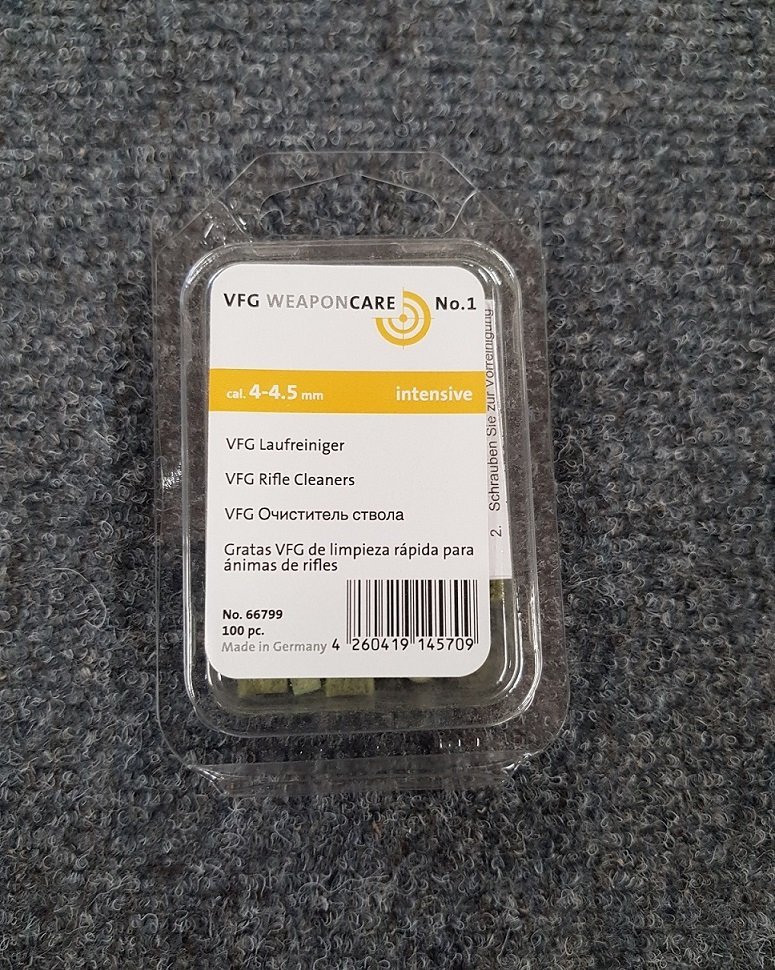 VFG WEAPONCARE No.1
cal. 4-4.5 mm intensive
VFG Laufreiniger
VFG Rifle Cleaners
VFG Очиститель ствола
Gratas VFG de limpieza rápida para
ánimas de rifles
No. 66799
100 pc.
Made in Germany
4 260419 145709
2. Schrauben Sie zur Vorreinigung